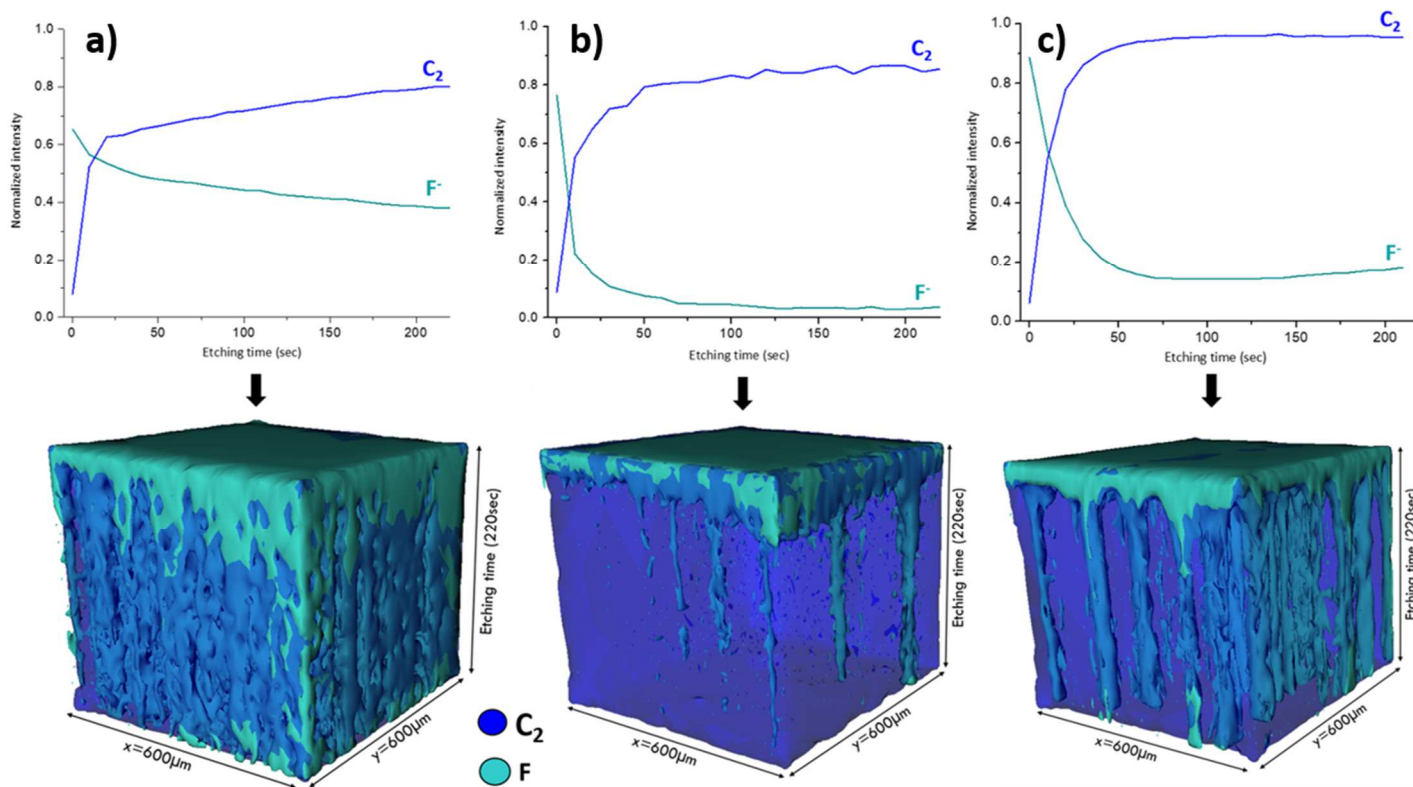 a)
1.0
0.8
0.6
0.4
0.2
0.0
Normalized intensity
C₂
F⁻
0 50 100 150 200
Etching time (sec)
b)
1.0
0.8
0.6
0.4
0.2
0.0
Normalized intensity
C₂
F⁻
0 50 100 150 200
Etching time (sec)
c)
1.0
0.8
0.6
0.4
0.2
0.0
Normalized intensity
C₂
F⁻
0 50 100 150 200
Etching time (sec)
Etching time (220sec)
x=600μm
y=600μm
Etching time (220sec)
x=600μm
y=600μm
Etching time (220sec)
x=600μm
y=600μm
C₂
F